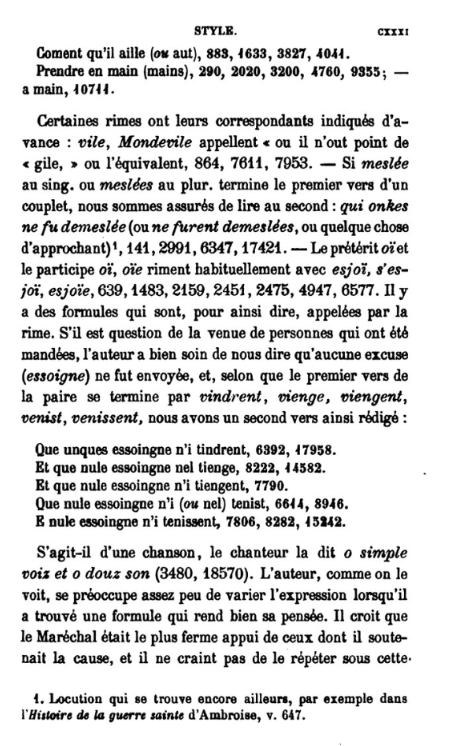 STYLE. CXXXI
Coment qu'il aille (ou aut), 883, 1633, 3827, 4041.
Prendre en main (mains), 290, 2020, 3200, 4760, 9355; —
a main, 10711.
Certaines rimes ont leurs correspondants indiqués d'a-
vance : vile, Mondevile appellent « ou il n'out point de
« gile, » ou l'équivalent, 864, 7611, 7953. — Si meslée
au sing. ou meslées au plur. termine le premier vers d'un
couplet, nous sommes assurés de lire au second : qui onkes
ne fu demeslée (ou ne furent demeslées, ou quelque chose
d'approchant)¹, 141, 2991, 6347, 17421. — Le prétérit oï et
le participe oï, oïe riment habituellement avec esjoï, s'es-
joï, esjoïe, 639, 1483, 2159, 2451, 2475, 4947, 6577. Il y
a des formules qui sont, pour ainsi dire, appelées par la
rime. S'il est question de la venue de personnes qui ont été
mandées, l'auteur a bien soin de nous dire qu'aucune excuse
(essoigne) ne fut envoyée, et, selon que le premier vers de
la paire se termine par vindrent, vienge, viengent,
venist, venissent, nous avons un second vers ainsi rédigé :
Que unques essoingne n'i tindrent, 6392, 17958.
Et que nule essoingne nel tienge, 8222, 14582.
Et que nule essoingne n'i tiengent, 7790.
Que nule essoingne n'i (ou nel) tenist, 6614, 8946.
E nule essoingne n'i tenissent, 7806, 8282, 15242.
S'agit-il d'une chanson, le chanteur la dit o simple
voiz et o douz son (3480, 18570). L'auteur, comme on le
voit, se préoccupe assez peu de varier l'expression lorsqu'il
a trouvé une formule qui rend bien sa pensée. Il croit que
le Maréchal était le plus ferme appui de ceux dont il soute-
nait la cause, et il ne craint pas de le répéter sous cette
1. Locution qui se trouve encore ailleurs, par exemple dans
l'Histoire de la guerre sainte d'Ambroise, v. 647.